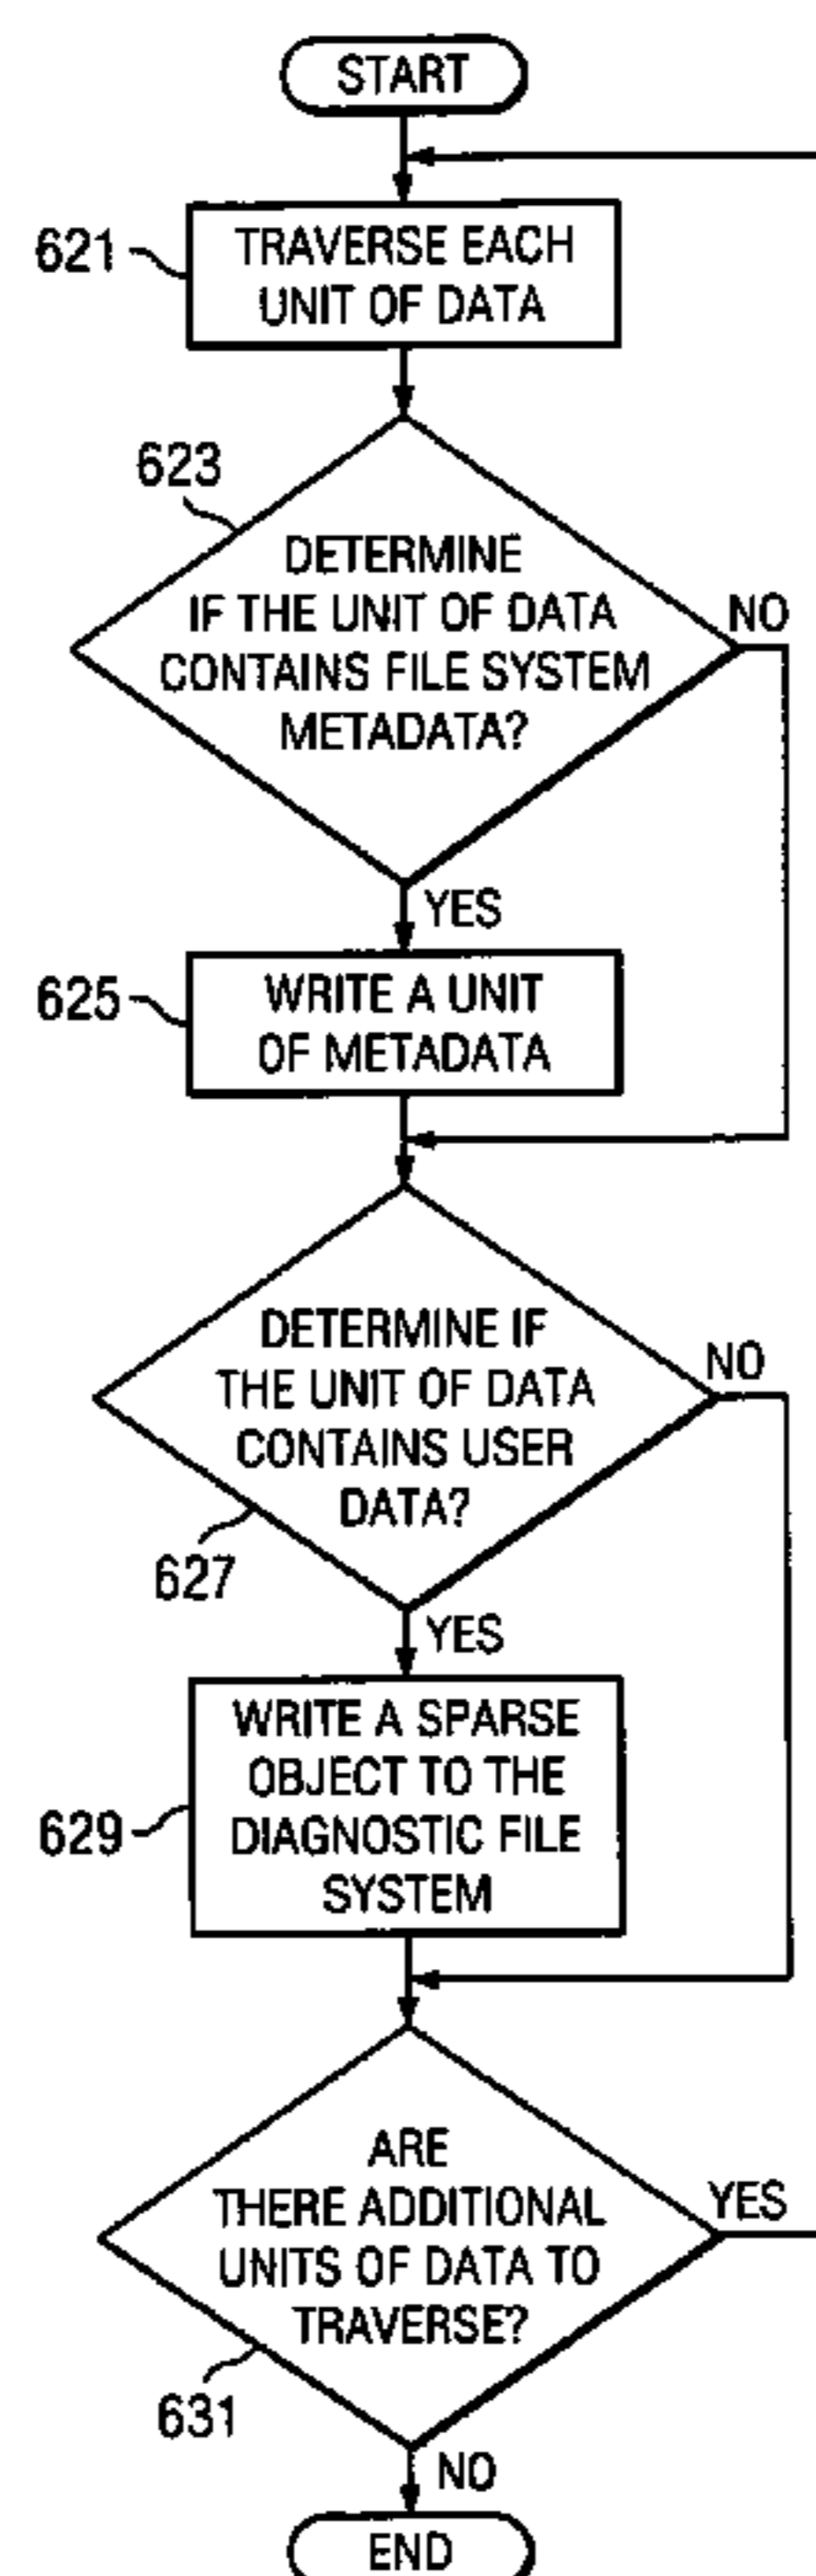 START
621
TRAVERSE EACH
UNIT OF DATA
623
DETERMINE
IF THE UNIT OF DATA
CONTAINS FILE SYSTEM
METADATA?
NO
YES
625
WRITE A UNIT
OF METADATA
DETERMINE IF
THE UNIT OF DATA
CONTAINS USER
DATA?
NO
627
YES
629
WRITE A SPARSE
OBJECT TO THE
DIAGNOSTIC FILE
SYSTEM
ARE
THERE ADDITIONAL
UNITS OF DATA TO
TRAVERSE?
YES
631
NO
END